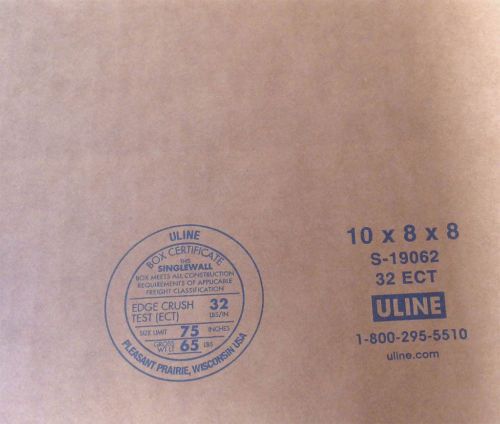 ULINE
BOX CERTIFICATE
THIS
SINGLEWALL
BOX MEETS ALL CONSTRUCTION
REQUIREMENTS OF APPLICABLE
FREIGHT CLASSIFICATION
EDGE CRUSH TEST (ECT) 32 LBS/IN
SIZE LIMIT 75 INCHES
GROSS WT LT 65 LBS
PLEASANT PRAIRIE, WISCONSIN USA
10 x 8 x 8
S-19062
32 ECT
ULINE
1-800-295-5510
uline.com